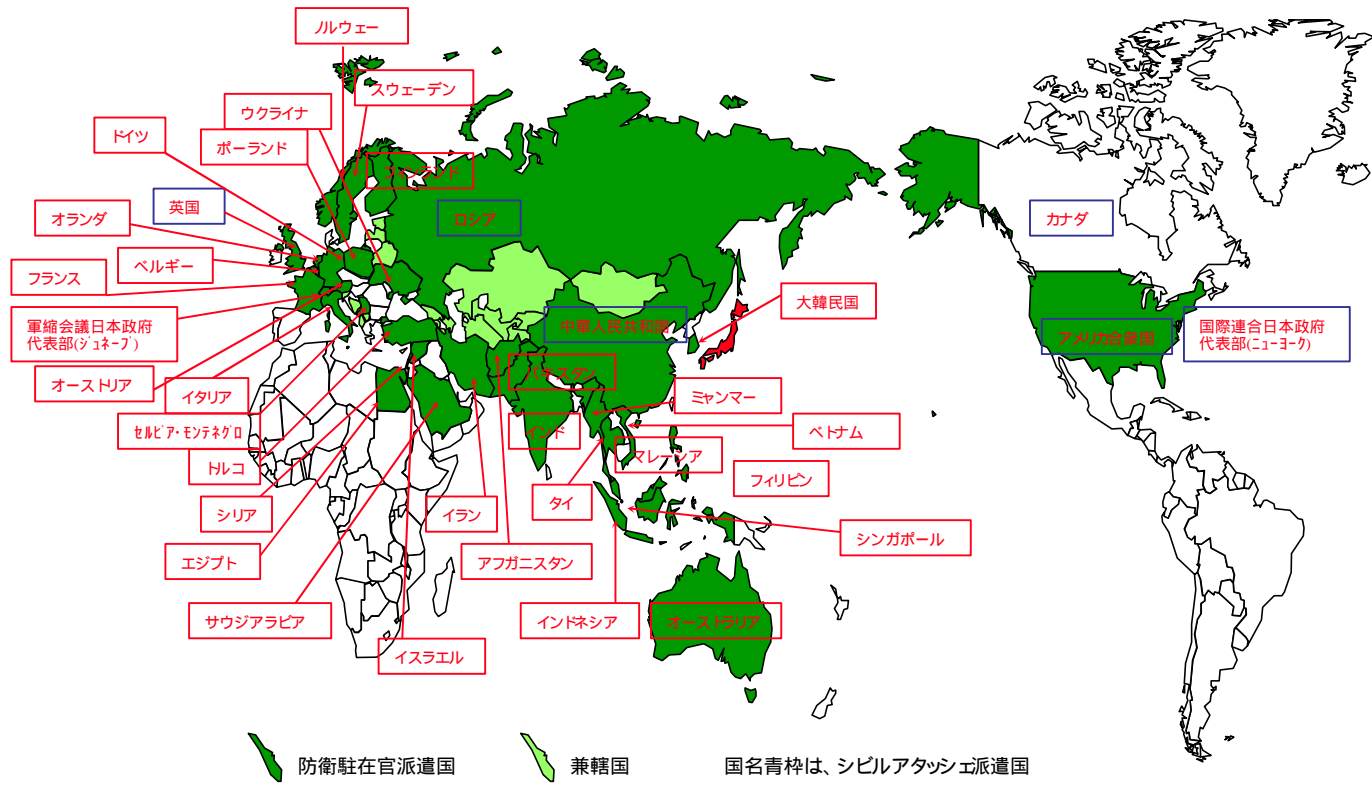 ノルウェー
スウェーデン
ウクライナ
ドイツ
ポーランド
フィンランド
英国
ロシア
カナダ
オランダ
ベルギー
フランス
大韓民国
軍縮会議日本政府
代表部(ジュネーブ)
中華人民共和国
アメリカ合衆国
国際連合日本政府
代表部(ニューヨーク)
オーストリア
イタリア
パキスタン
ミャンマー
セルビア・モンテネグロ
インド
ベトナム
トルコ
マレーシア
フィリピン
シリア
イラン
タイ
シンガポール
エジプト
アフガニスタン
サウジアラビア
インドネシア
オーストラリア
イスラエル
防衛駐在官派遣国
兼轄国
国名青枠は、シビルアタッシェ派遣国